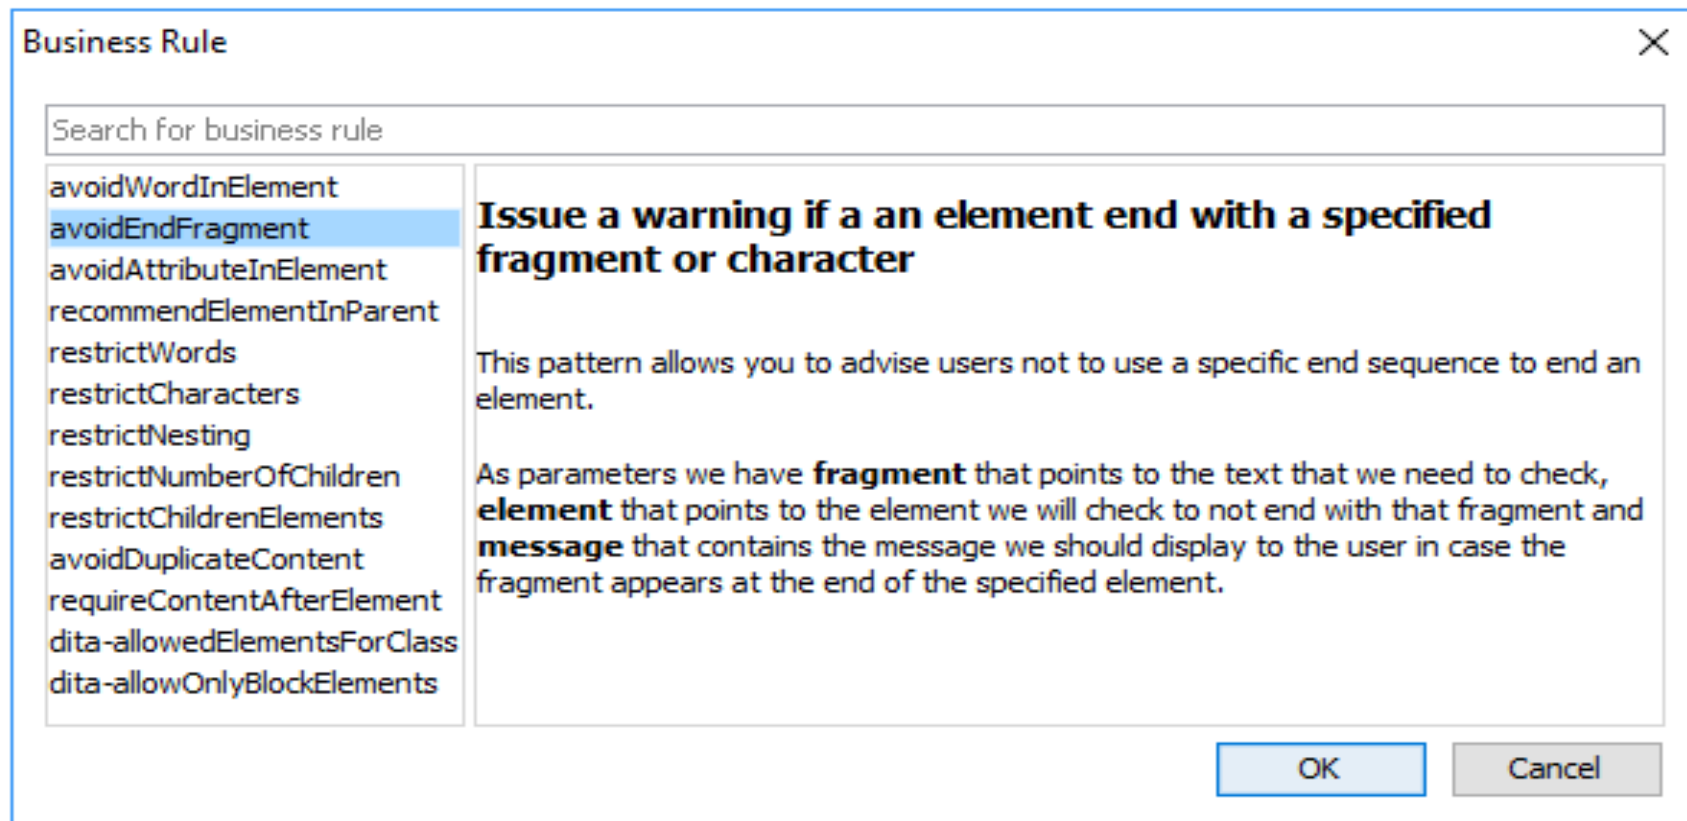 Business Rule
Search for business rule
avoidWordInElement
avoidEndFragment
avoidAttributeInElement
recommendElementInParent
restrictWords
restrictCharacters
restrictNesting
restrictNumberOfChildren
restrictChildrenElements
avoidDuplicateContent
requireContentAfterElement
dita-allowedElementsForClass
dita-allowOnlyBlockElements
Issue a warning if a an element end with a specified
fragment or character
This pattern allows you to advise users not to use a specific end sequence to end an
element.
As parameters we have fragment that points to the text that we need to check,
element that points to the element we will check to not end with that fragment and
message that contains the message we should display to the user in case the
fragment appears at the end of the specified element.
OK
Cancel